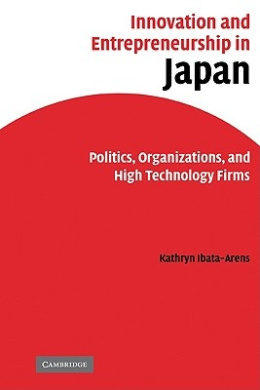 Innovation and
Entrepreneurship in
Japan
Politics, Organizations, and
High Technology Firms
Kathryn Ibata-Arens
CAMBRIDGE